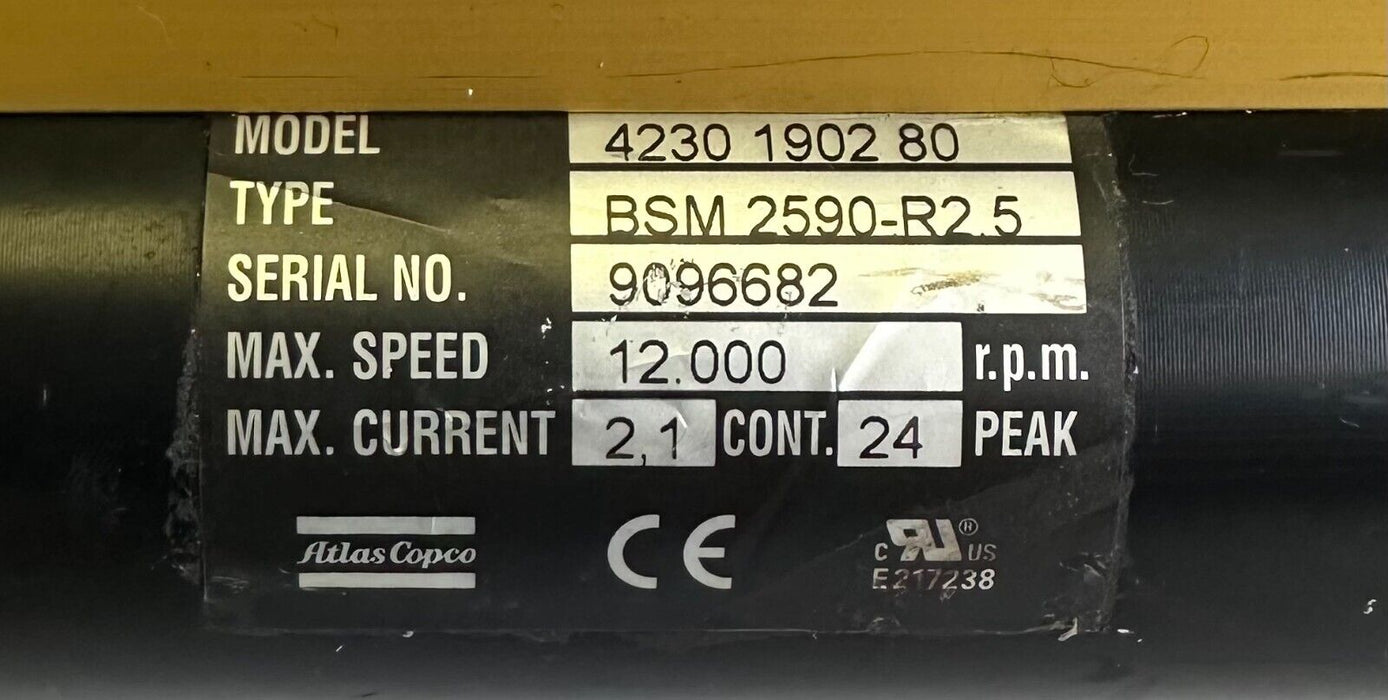 MODEL 4230 1902 80
TYPE BSM 2590-R2.5
SERIAL NO. 9096682
MAX. SPEED 12.000 r.p.m.
MAX. CURRENT 2,1 CONT. 24 PEAK
Atlas Copco CE c RU ® US
E217238